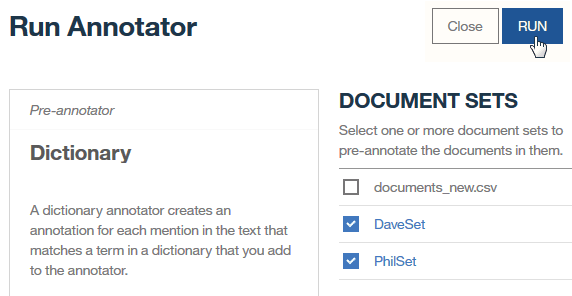 Run Annotator
Close
RUN
Pre-annotator
Dictionary
A dictionary annotator creates an
annotation for each mention in the text that
matches a term in a dictionary that you add
to the annotator.
DOCUMENT SETS
Select one or more document sets to
pre-annotate the documents in them.
documents_new.csv
DaveSet
PhilSet